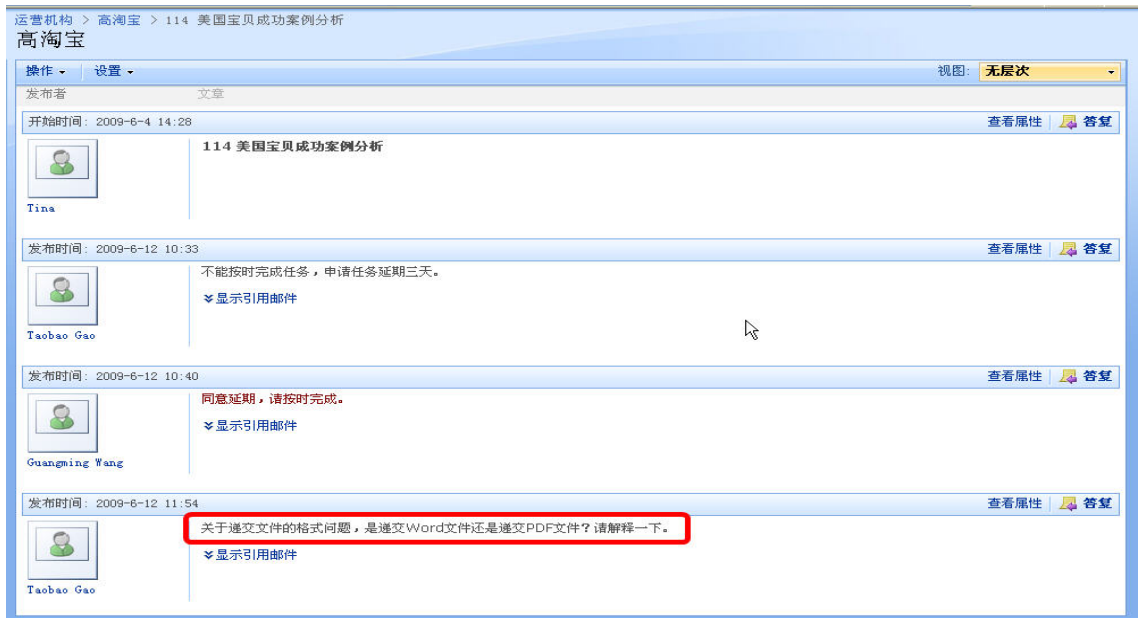 运营机构 > 高淘宝 > 114 美国宝贝成功案例分析
高淘宝
操作 设置 视图: 无层次
发布者 文章
开始时间: 2009-6-4 14:28 查看属性 答复
114 美国宝贝成功案例分析
Tina
发布时间: 2009-6-12 10:33 查看属性 答复
不能按时完成任务，申请任务延期三天。
显示引用邮件
Taobao Gao
发布时间: 2009-6-12 10:40 查看属性 答复
同意延期，请按时完成。
显示引用邮件
Guangming Wang
发布时间: 2009-6-12 11:54 查看属性 答复
关于递交文件的格式问题，是递交Word文件还是递交PDF文件？请解释一下。
显示引用邮件
Taobao Gao